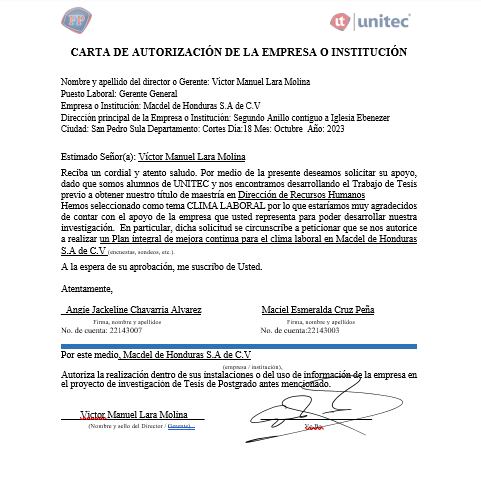 FP
ut unitec®
CARTA DE AUTORIZACIÓN DE LA EMPRESA O INSTITUCIÓN
Nombre y apellido del director o Gerente: Victor Manuel Lara Molina
Puesto Laboral: Gerente General
Empresa o Institución: Macdel de Honduras S.A de C.V
Dirección principal de la Empresa o Institución: Segundo Anillo contiguo a Iglesia Ebenezer
Ciudad: San Pedro Sula Departamento: Cortes Dia:18 Mes: Octubre Año: 2023
Estimado Señor(a): Víctor Manuel Lara Molina
Reciba un cordial y atento saludo. Por medio de la presente deseamos solicitar su apoyo,
dado que somos alumnos de UNITEC y nos encontramos desarrollando el Trabajo de Tesis
previo a obtener nuestro título de maestría en Dirección de Recursos Humanos
Hemos seleccionado como tema CLIMA LABORAL por lo que estaríamos muy agradecidos
de contar con el apoyo de la empresa que usted representa para poder desarrollar nuestra
investigación. En particular, dicha solicitud se circunscribe a peticionar que se nos autorice
a realizar un Plan integral de mejora continua para el clima laboral en Macdel de Honduras
S.A de C.V (encuestas, sondeos, etc.).
A la espera de su aprobación, me suscribo de Usted.
Atentamente,
Angie Jackeline Chavarria Alvarez Maciel Esmeralda Cruz Peña
Firma, nombre y apellidos Firma, nombre y apellidos
No. de cuenta: 22143007 No. de cuenta:22143003
Por este medio, Macdel de Honduras S.A de C.V
(empresa / institución),
Autoriza la realización dentro de sus instalaciones o del uso de información de la empresa en
el proyecto de investigación de Tesis de Postgrado antes mencionado.
Victor Manuel Lara Molina
(Nombre y sello del Director / Gerente) Vo.Bo.